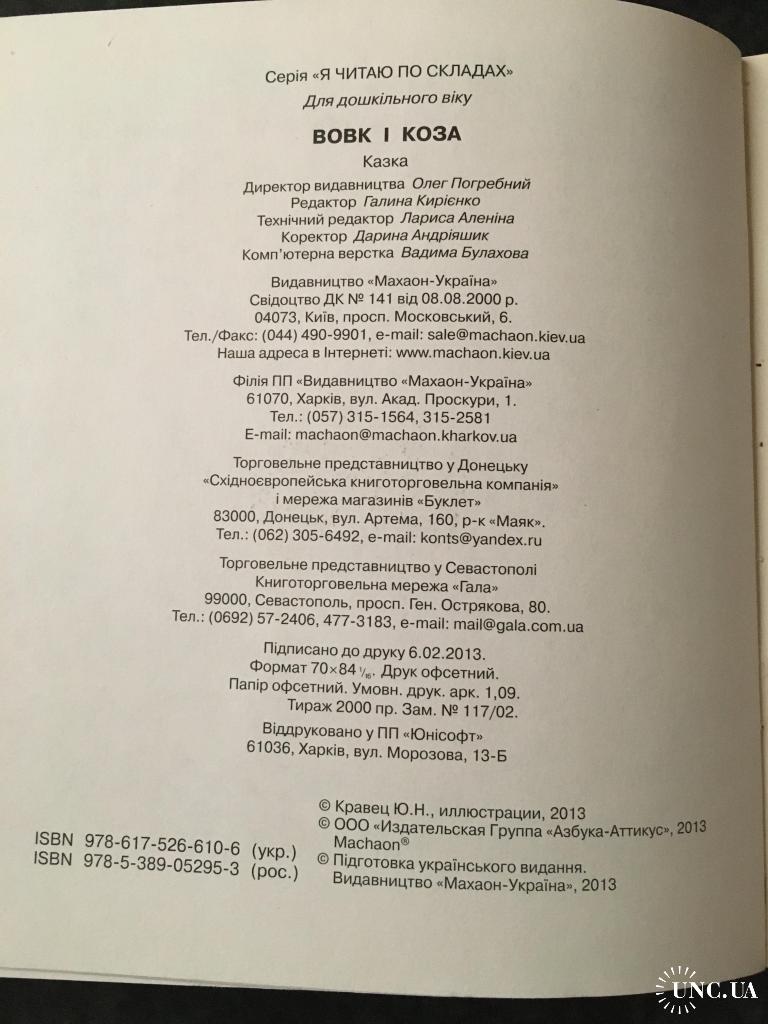 Серія «Я ЧИТАЮ ПО СКЛАДАХ»
Для дошкільного віку
ВОВК І КОЗА
Казка
Директор видавництва Олег Погребний
Редактор Галина Кирієнко
Технічний редактор Лариса Аленіна
Коректор Дарина Андріяшик
Комп'ютерна верстка Вадима Булахова
Видавництво «Махаон-Україна»
Свідоцтво ДК № 141 від 08.08.2000 р.
04073, Київ, просп. Московський, 6.
Тел./Факс: (044) 490-9901, e-mail: sale@machaon.kiev.ua
Наша адреса в Інтернеті: www.machaon.kiev.ua
Філія ПП «Видавництво «Махаон-Україна»
61070, Харків, вул. Акад. Проскури, 1.
Тел.: (057) 315-1564, 315-2581
E-mail: machaon@machaon.kharkov.ua
Торговельне представництво у Донецьку
«Східноєвропейська книготорговельна компанія»
і мережа магазинів «Буклет»
83000, Донецьк, вул. Артема, 160, р-к «Маяк».
Тел.: (062) 305-6492, e-mail: konts@yandex.ru
Торговельне представництво у Севастополі
Книготорговельна мережа «Гала»
99000, Севастополь, просп. Ген. Острякова, 80.
Тел.: (0692) 57-2406, 477-3183, e-mail: mail@gala.com.ua
Підписано до друку 6.02.2013.
Формат 70×84 1/16. Друк офсетний.
Папір офсетний. Умовн. друк. арк. 1,09.
Тираж 2000 пр. Зам. № 117/02.
Віддруковано у ПП «Юнісофт»
61036, Харків, вул. Морозова, 13-Б
ISBN 978-617-526-610-6 (укр.)
ISBN 978-5-389-05295-3 (рос.)
© Кравец Ю.Н., иллюстрации, 2013
© ООО «Издательская Группа «Азбука-Аттикус», 2013
Machaon®
© Підготовка українського видання.
Видавництво «Махаон-Україна», 2013
UNC.UA